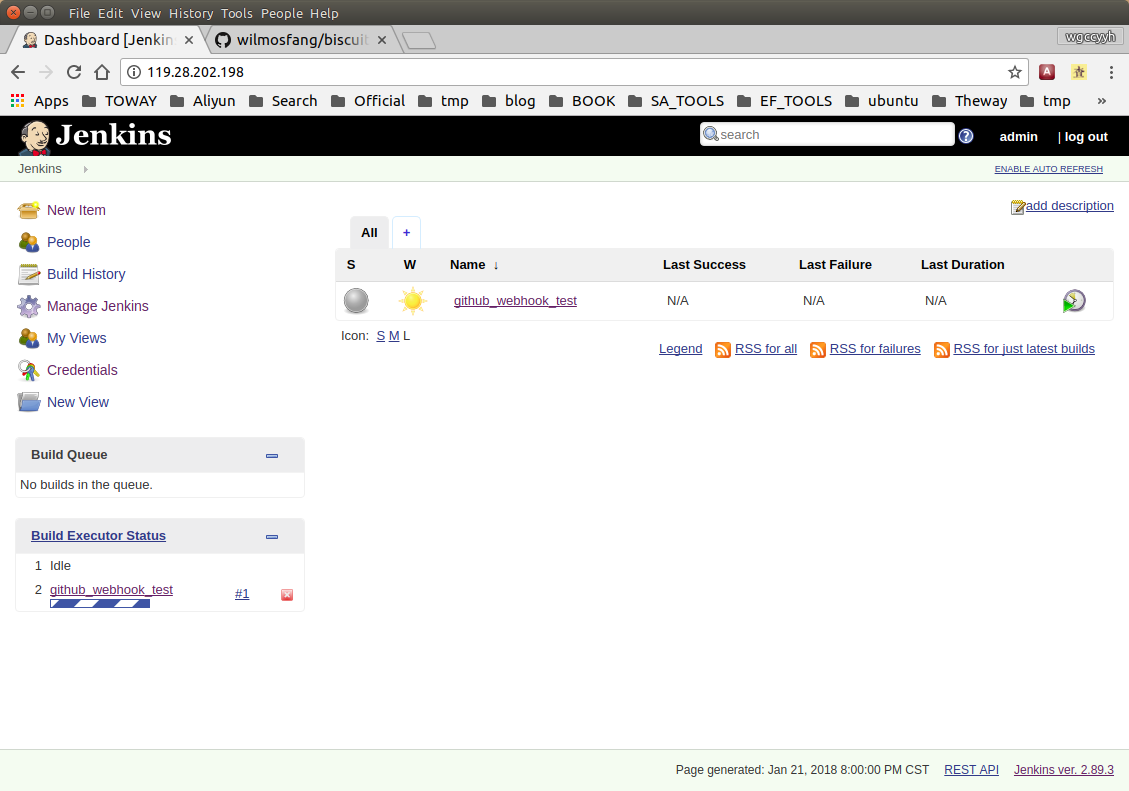 File Edit View History Tools People Help
Dashboard [Jenkin
wilmosfang/biscuit
wgccyyh
119.28.202.198
Apps TOWAY Aliyun Search Official tmp blog BOOK SA_TOOLS EF_TOOLS ubuntu Theway tmp »
Jenkins
search
admin | log out
Jenkins
ENABLE AUTO REFRESH
New Item
People
Build History
Manage Jenkins
My Views
Credentials
New View
Build Queue
No builds in the queue.
Build Executor Status
1 Idle
2 github_webhook_test #1
add description
All +
S W Name ↓ Last Success Last Failure Last Duration
github_webhook_test N/A N/A N/A
Icon: S M L
Legend RSS for all RSS for failures RSS for just latest builds
Page generated: Jan 21, 2018 8:00:00 PM CST REST API Jenkins ver. 2.89.3